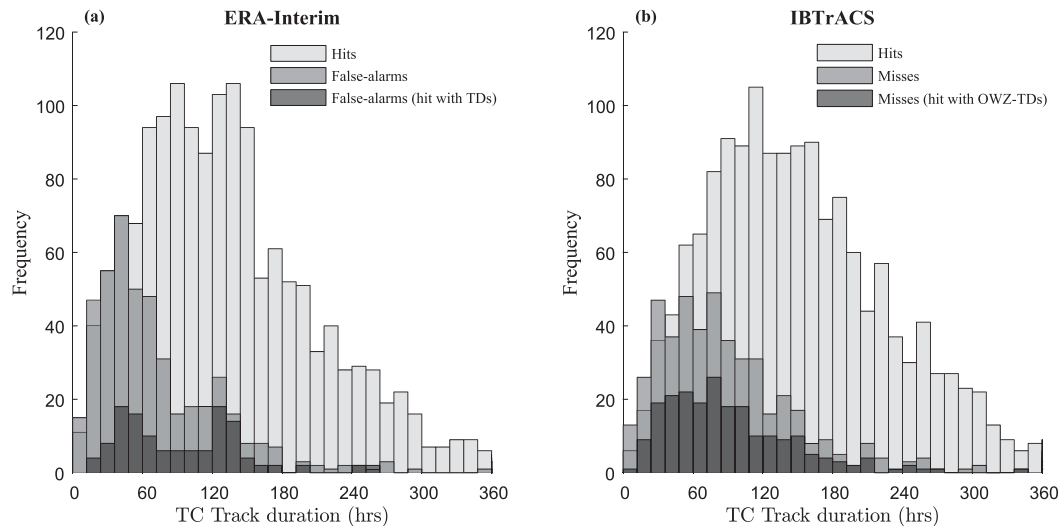 (a) ERA-Interim
120
100
80
60
40
20
0
Frequency
Hits
False-alarms
False-alarms (hit with TDs)
0 60 120 180 240 300 360
TC Track duration (hrs)
(b) IBTrACS
120
100
80
60
40
20
0
Frequency
Hits
Misses
Misses (hit with OWZ-TDs)
0 60 120 180 240 300 360
TC Track duration (hrs)